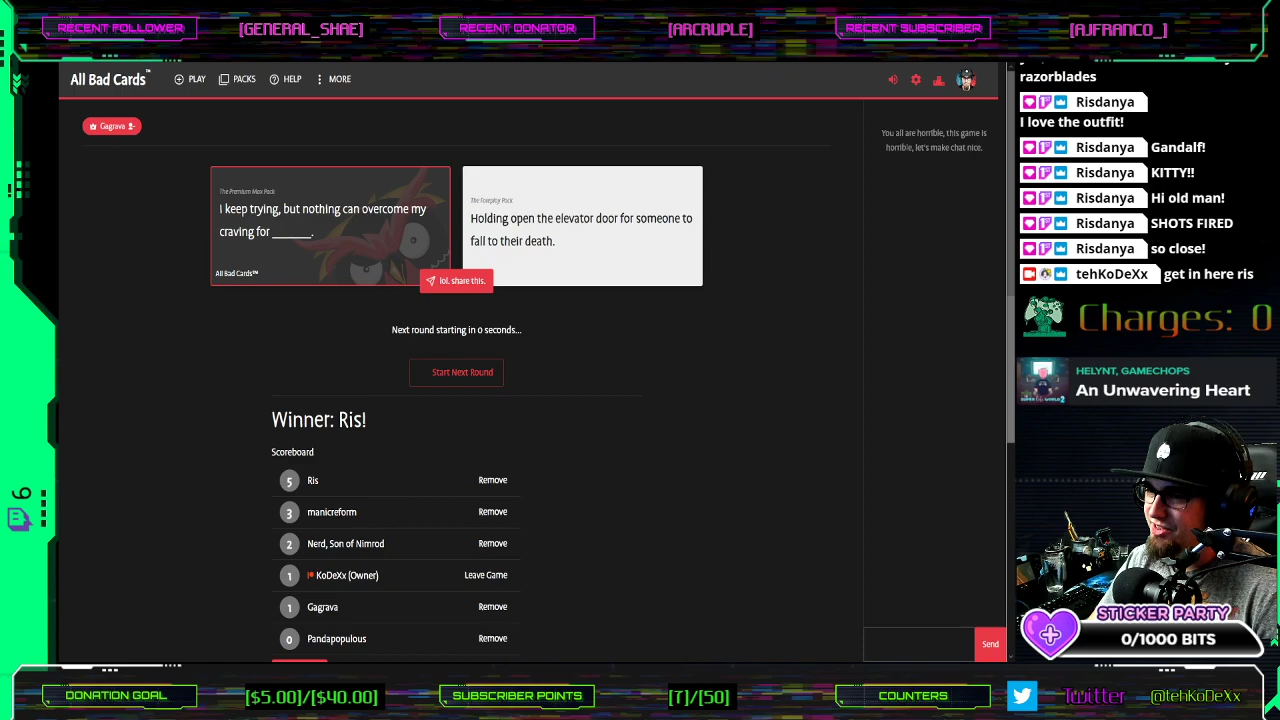 RECENT FOLLOWER
[GENERAL_SHAE]
RECENT DONATOR
[ARCRUPLE]
RECENT SUBSCRIBER
[AJFRANCO_]
All Bad Cards™
PLAY
PACKS
HELP
MORE
Gagrava
The Premium Max Pack
I keep trying, but nothing can overcome my
craving for ______.
All Bad Cards™
The Foreplay Pack
Holding open the elevator door for someone to
fall to their death.
lol. share this.
Next round starting in 0 seconds...
Start Next Round
Winner: Ris!
Scoreboard
5 Ris Remove
3 manicreform Remove
2 Nerd, Son of Nimrod Remove
1 KoDeXx (Owner) Leave Game
1 Gagrava Remove
0 Pandapopulous Remove
You all are horrible, this game is
horrible, let's make chat nice.
Send
razorblades
Risdanya
I love the outfit!
Risdanya Gandalf!
Risdanya KITTY!!
Risdanya Hi old man!
Risdanya SHOTS FIRED
Risdanya so close!
tehKoDeXx get in here ris
Charges: 0
HELYNT, GAMECHOPS
An Unwavering Heart
STICKER PARTY
0/1000 BITS
6
DONATION GOAL
[$5.00]/[$40.00]
SUBSCRIBER POINTS
[7]/[50]
COUNTERS
Twitter
@tehKoDeXx